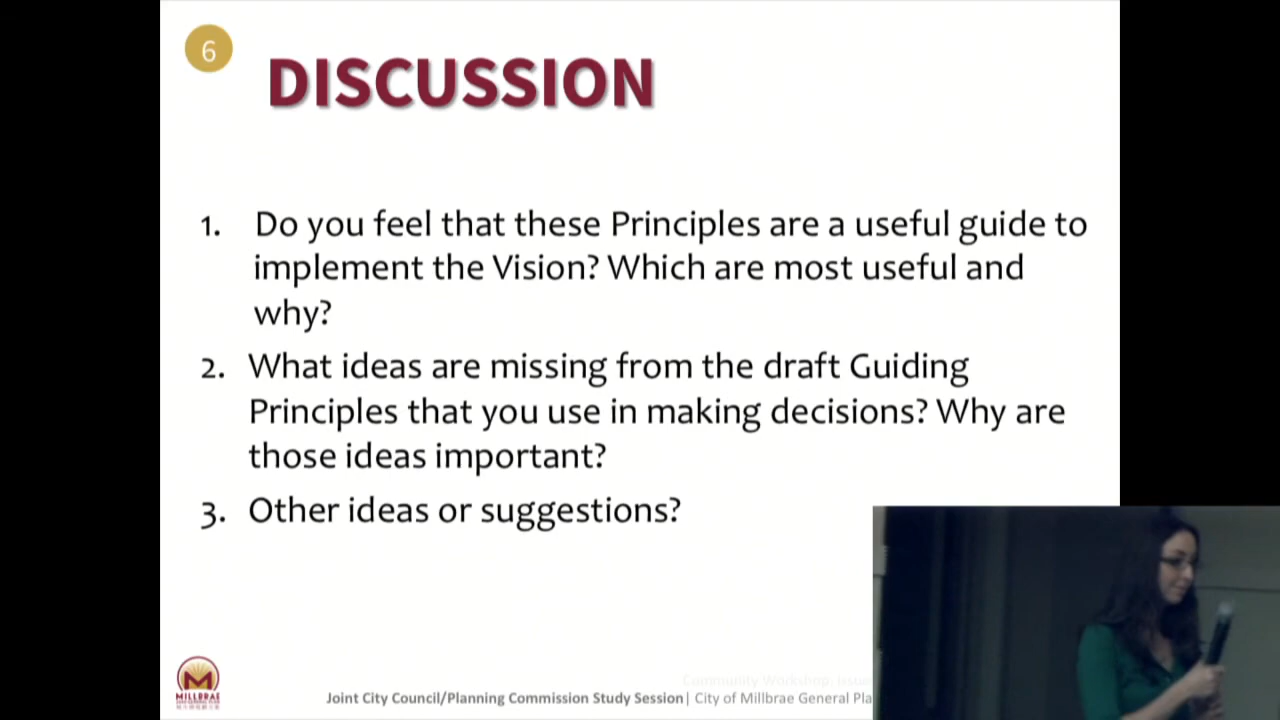 6
DISCUSSION
1. Do you feel that these Principles are a useful guide to
implement the Vision? Which are most useful and
why?
2. What ideas are missing from the draft Guiding
Principles that you use in making decisions? Why are
those ideas important?
3. Other ideas or suggestions?
Community Workshop:
M
MILLBRAE
Joint City Council/Planning Commission Study Session| City of Millbrae General